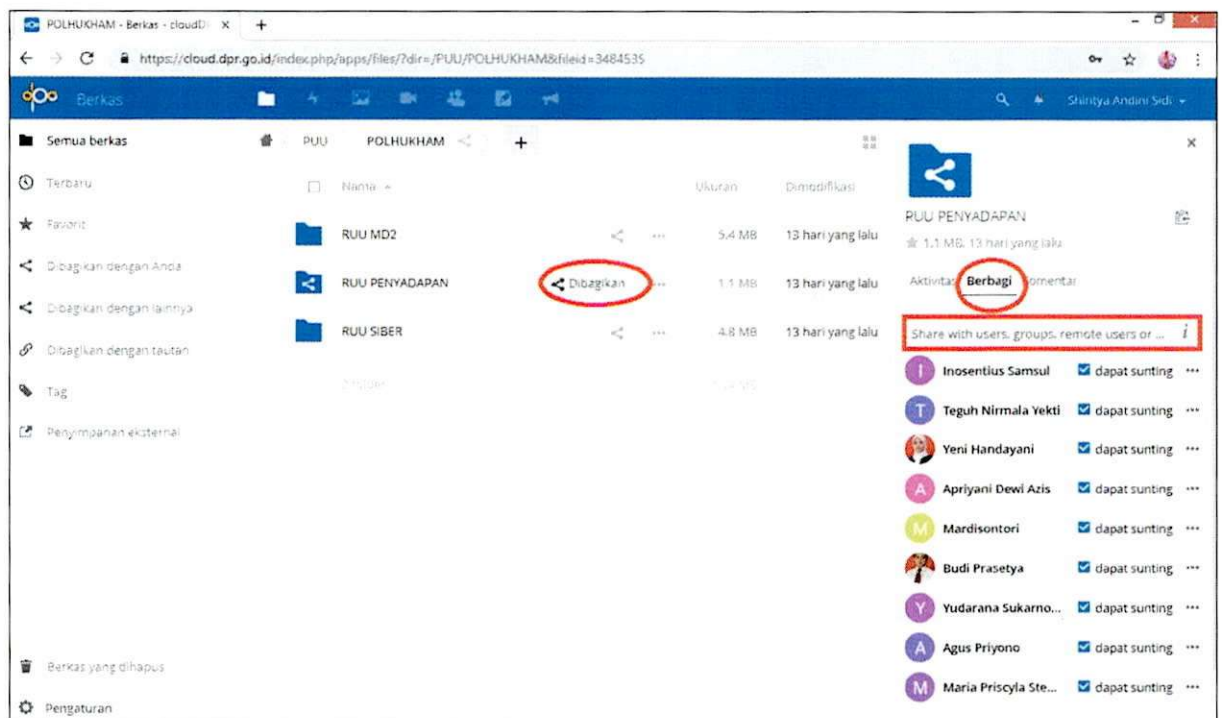 POLHUKHAM - Berkas - cloudD
https://cloud.dpr.go.id/index.php/apps/files/?dir=/PUU/POLHUKHAM&fileid=3484535
Berkas
Shintya Andini Sidi
Semua berkas
Terbaru
Favorit
Dibagikan dengan Anda
Dibagikan dengan lainnya
Dibagikan dengan tautan
Tag
Penyimpanan eksternal
Berkas yang dihapus
Pengaturan
PUU POLHUKHAM +
Nama Ukuran Dimodifikasi
RUU MD2 ... 5.4 MB 13 hari yang lalu
RUU PENYADAPAN Dibagikan ... 1.1 MB 13 hari yang lalu
RUU SIBER ... 4.8 MB 13 hari yang lalu
RUU PENYADAPAN
1.1 MB, 13 hari yang lalu
Aktivitas Berbagi Komentar
Share with users, groups, remote users or ... i
I Inosentius Samsul dapat sunting ...
T Teguh Nirmala Yekti dapat sunting ...
Yeni Handayani dapat sunting ...
A Apriyani Dewi Azis dapat sunting ...
M Mardisontori dapat sunting ...
Budi Prasetya dapat sunting ...
Y Yudarana Sukarno... dapat sunting ...
A Agus Priyono dapat sunting ...
M Maria Priscyla Ste... dapat sunting ...